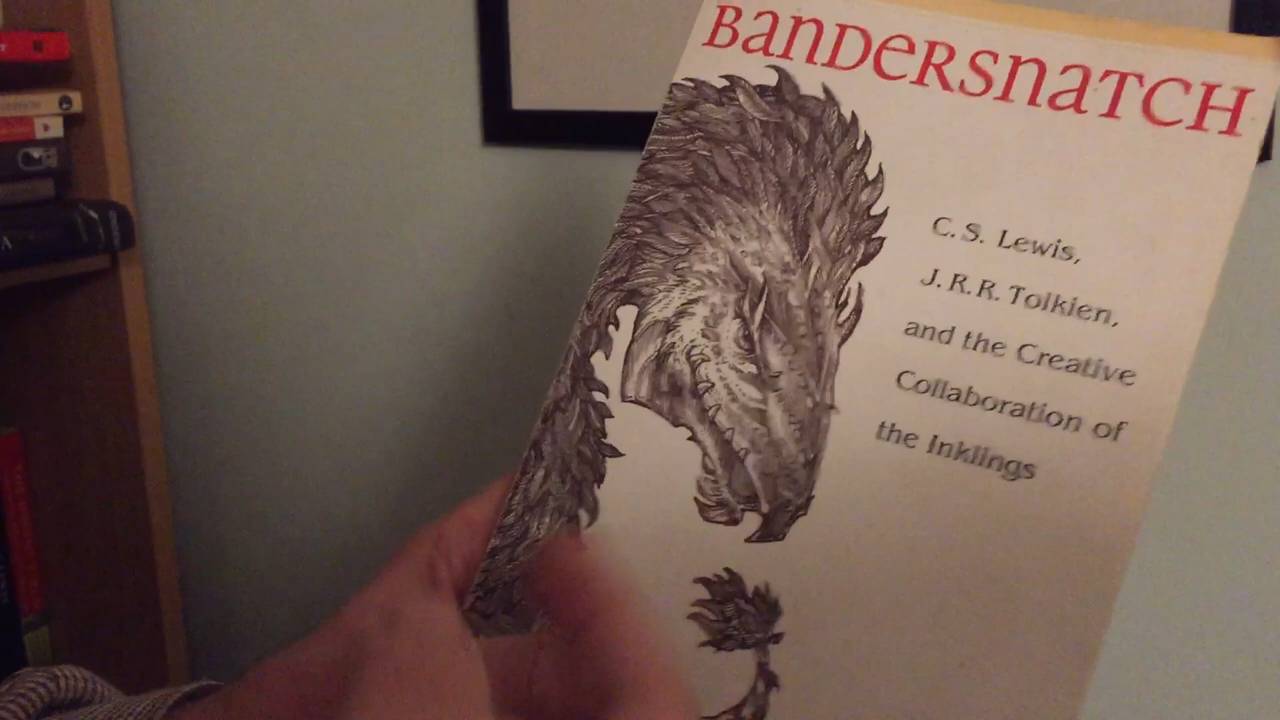 BANDERSNATCH
C. S. Lewis,
J. R. R. Tolkien,
and the Creative
Collaboration of
the Inklings